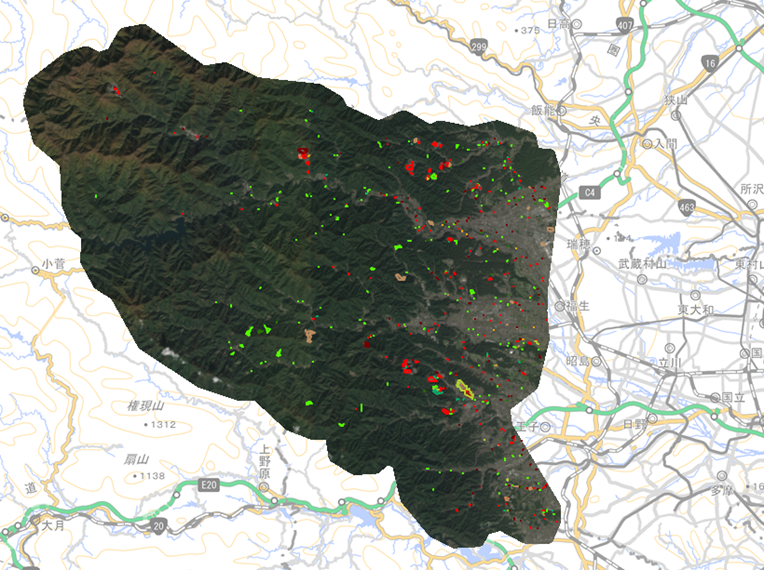 日高
・375
407
圏
299
16
狭山
飯能
央
入間
所沢
C4
463
瑞穂
小菅
武蔵村山
東村山
福生
東大和
昭島
立川
国
権現山
・1312
国立
王子
日野
扇山
・1138
上野原
道
E20
多摩
大月
20